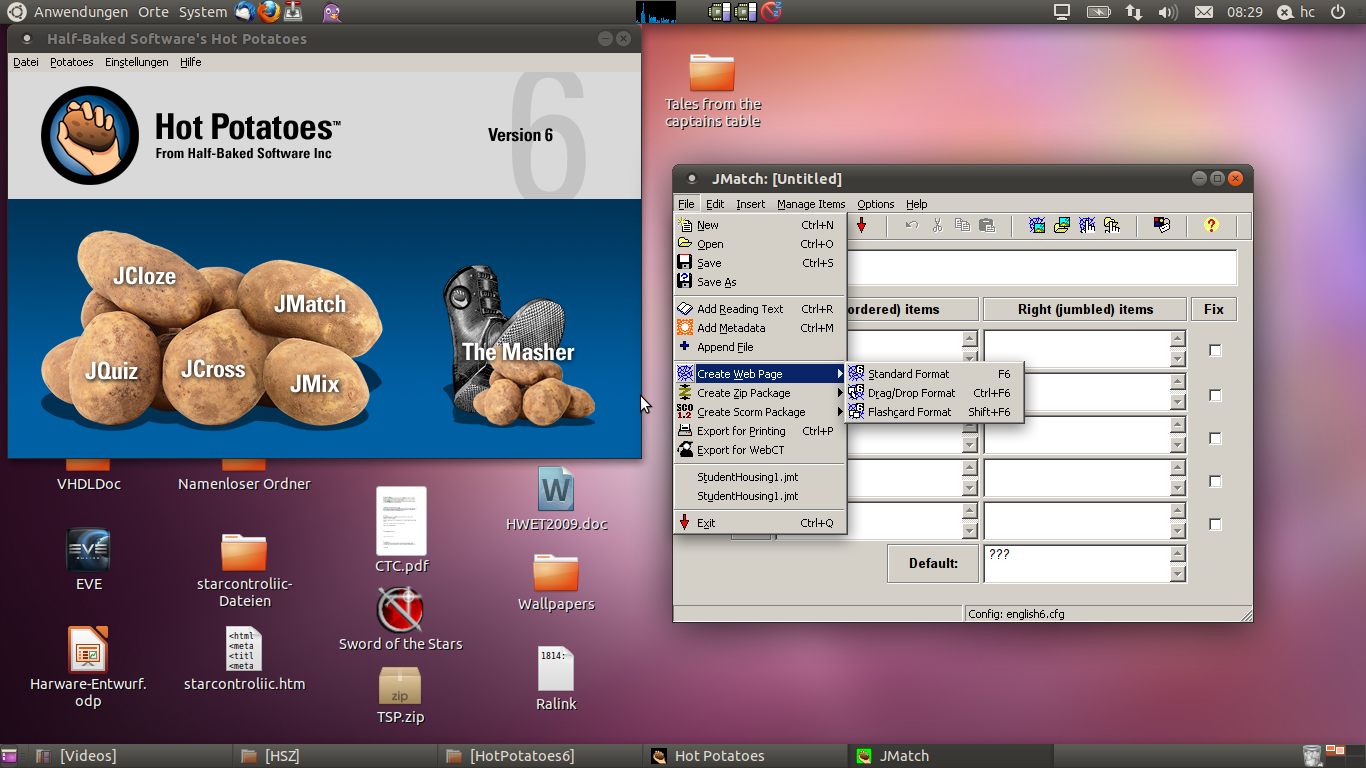 Anwendungen Orte System
08:29 hc
Half-Baked Software's Hot Potatoes
Datei Potatoes Einstellungen Hilfe
6
Hot Potatoes™
From Half-Baked Software Inc
Version 6
JCloze
JMatch
JQuiz
JCross
JMix
The Masher
Tales from the
captains table
JMatch: [Untitled]
File Edit Insert Manage Items Options Help
New Ctrl+N
Open Ctrl+O
Save Ctrl+S
Save As
Add Reading Text Ctrl+R
Add Metadata Ctrl+M
Append File
Create Web Page
Create Zip Package
SCO
1.2
Create Scorm Package
Export for Printing Ctrl+P
Export for WebCT
StudentHousing1.jmt
StudentHousing1.jmt
Exit Ctrl+Q
Standard Format F6
Drag/Drop Format Ctrl+F6
Flashcard Format Shift+F6
ordered) items
Right (jumbled) items
Fix
Default:
???
Config: english6.cfg
VHDLDoc
Namenloser Ordner
HWET2009.doc
EVE
starcontroliic-
Dateien
CTC.pdf
Wallpapers
Sword of the Stars
Harware-Entwurf.
odp
<html
<meta
<titl
<meta
starcontroliic.htm
zip
TSP.zip
1814:
Ralink
[Videos]
[HSZ]
[HotPotatoes6]
Hot Potatoes
JMatch